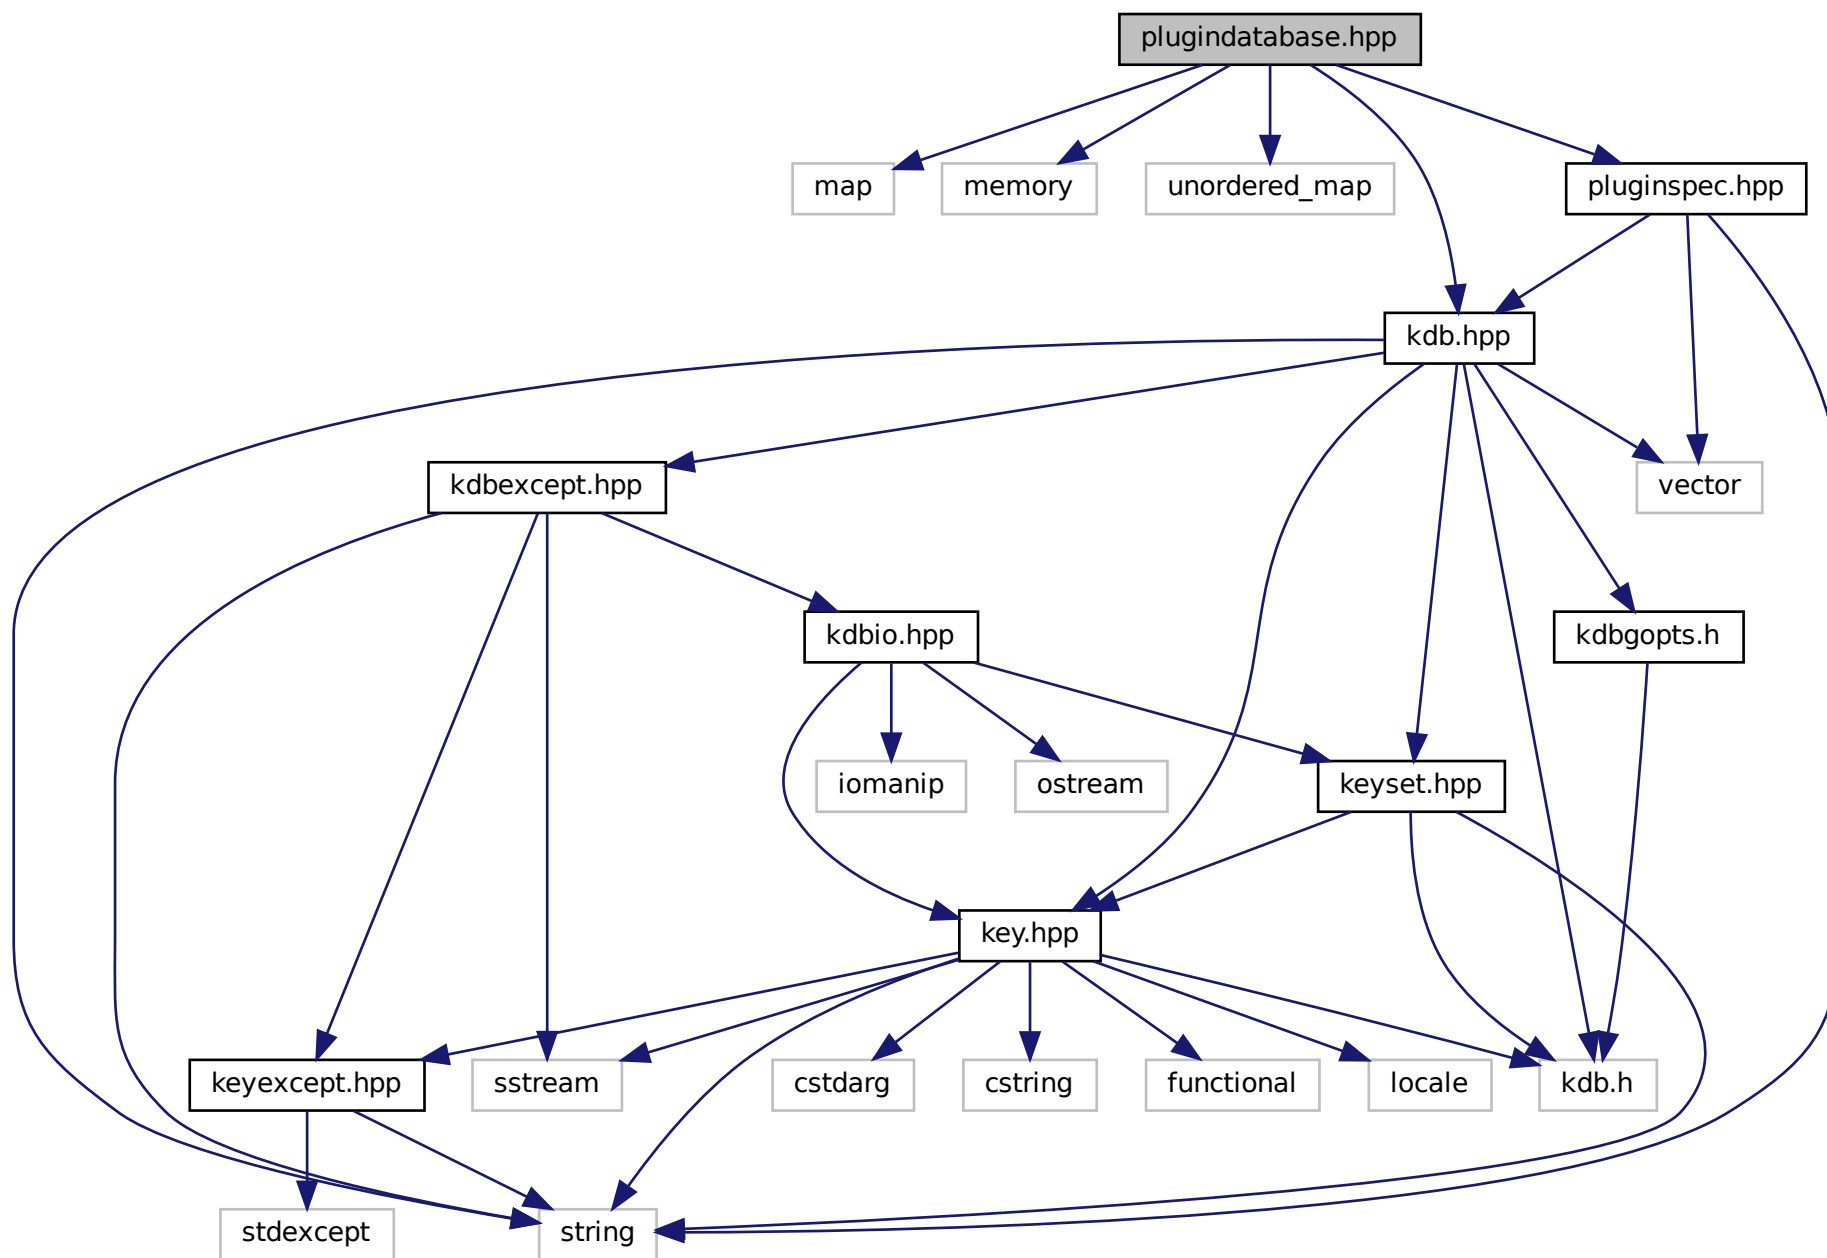 plugindatabase.hpp
map
memory
unordered_map
pluginspec.hpp
kdb.hpp
kdbexcept.hpp
vector
kdbio.hpp
kdbgopts.h
iomanip
ostream
keyset.hpp
key.hpp
keyexcept.hpp
sstream
cstdarg
cstring
functional
locale
kdb.h
stdexcept
string